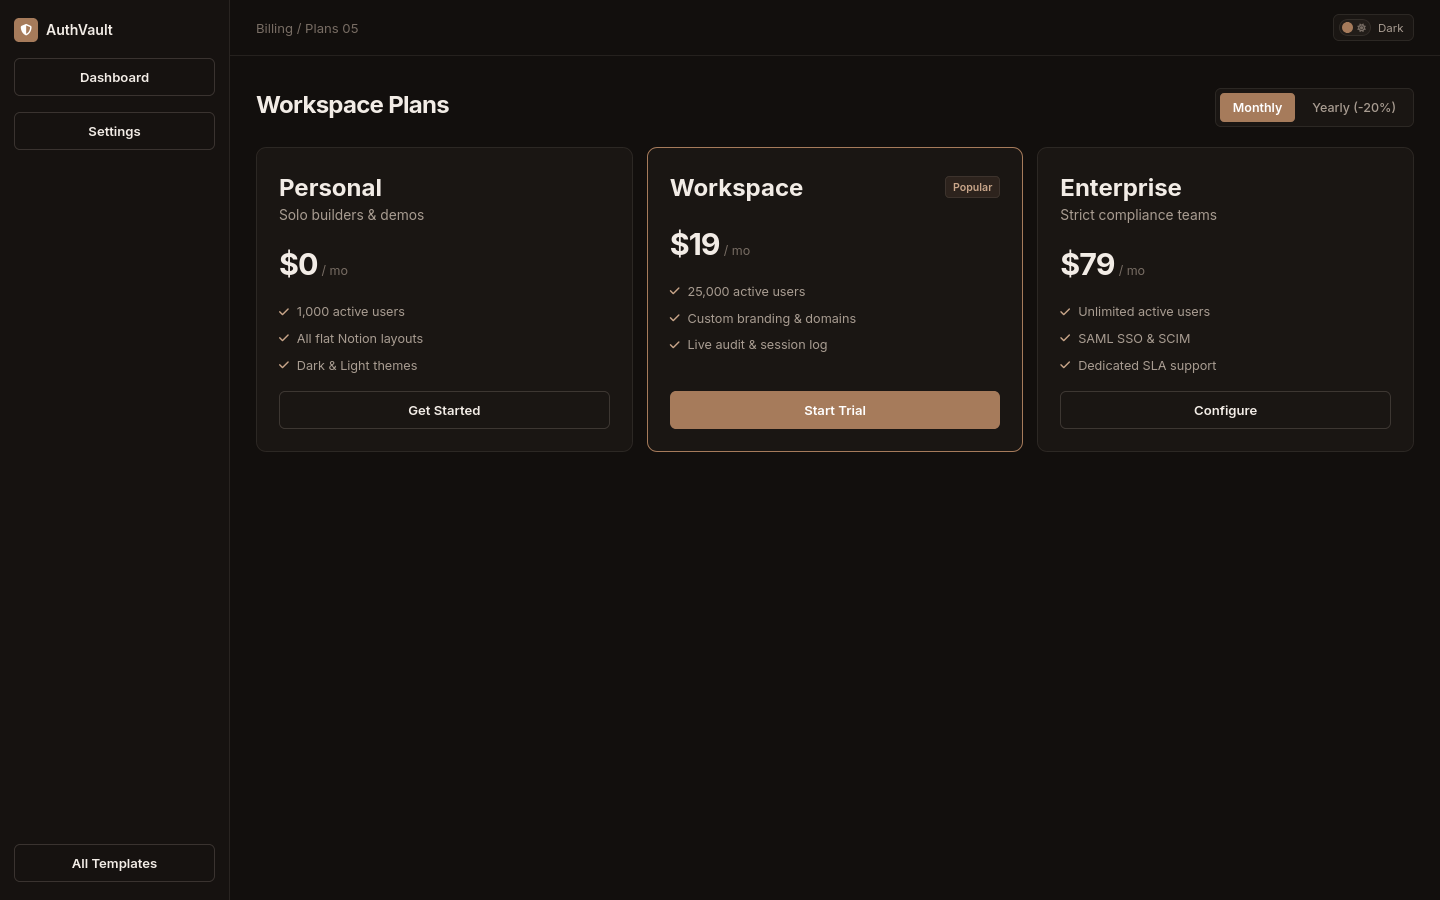 AuthVault
Dashboard
Settings
All Templates
Billing / Plans 05
Dark
Workspace Plans
Monthly
Yearly (-20%)
Personal
Solo builders & demos
$0 / mo
1,000 active users
All flat Notion layouts
Dark & Light themes
Get Started
Workspace
Popular
$19 / mo
25,000 active users
Custom branding & domains
Live audit & session log
Start Trial
Enterprise
Strict compliance teams
$79 / mo
Unlimited active users
SAML SSO & SCIM
Dedicated SLA support
Configure